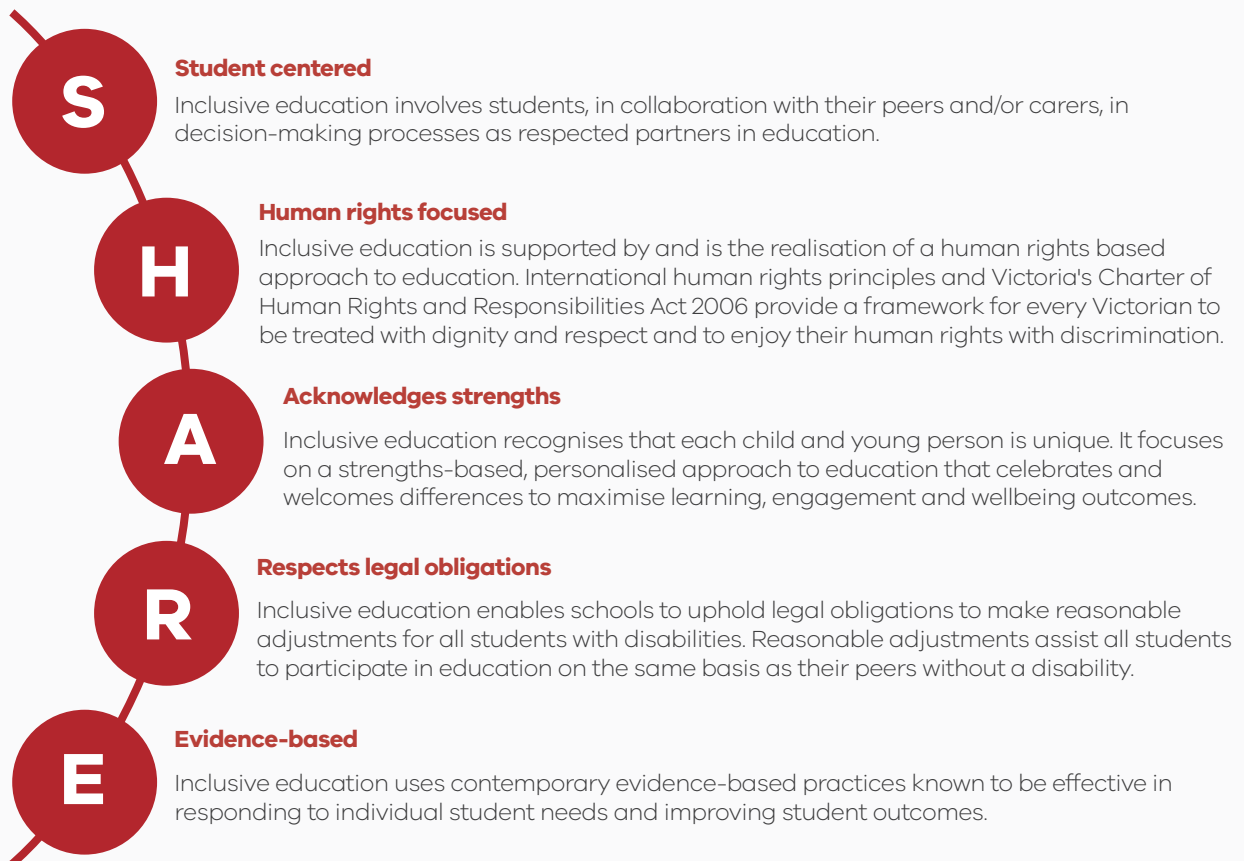 S
Student centered
Inclusive education involves students, in collaboration with their peers and/or carers, in
decision-making processes as respected partners in education.
H
Human rights focused
Inclusive education is supported by and is the realisation of a human rights based
approach to education. International human rights principles and Victoria's Charter of
Human Rights and Responsibilities Act 2006 provide a framework for every Victorian to
be treated with dignity and respect and to enjoy their human rights with discrimination.
A
Acknowledges strengths
Inclusive education recognises that each child and young person is unique. It focuses
on a strengths-based, personalised approach to education that celebrates and
welcomes differences to maximise learning, engagement and wellbeing outcomes.
R
Respects legal obligations
Inclusive education enables schools to uphold legal obligations to make reasonable
adjustments for all students with disabilities. Reasonable adjustments assist all students
to participate in education on the same basis as their peers without a disability.
E
Evidence-based
Inclusive education uses contemporary evidence-based practices known to be effective in
responding to individual student needs and improving student outcomes.